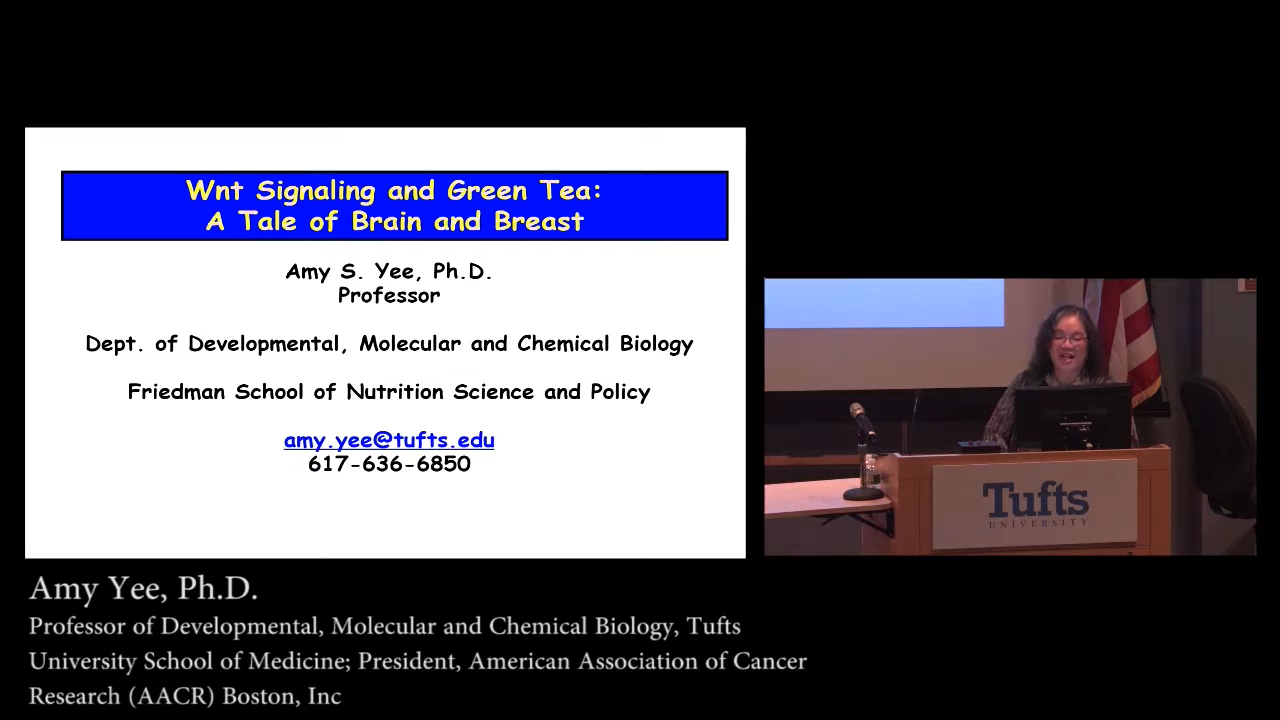 Wnt Signaling and Green Tea:
A Tale of Brain and Breast
Amy S. Yee, Ph.D.
Professor
Dept. of Developmental, Molecular and Chemical Biology
Friedman School of Nutrition Science and Policy
amy.yee@tufts.edu
617-636-6850
Tufts
UNIVERSITY
Amy Yee, Ph.D.
Professor of Developmental, Molecular and Chemical Biology, Tufts
University School of Medicine; President, American Association of Cancer
Research (AACR) Boston, Inc